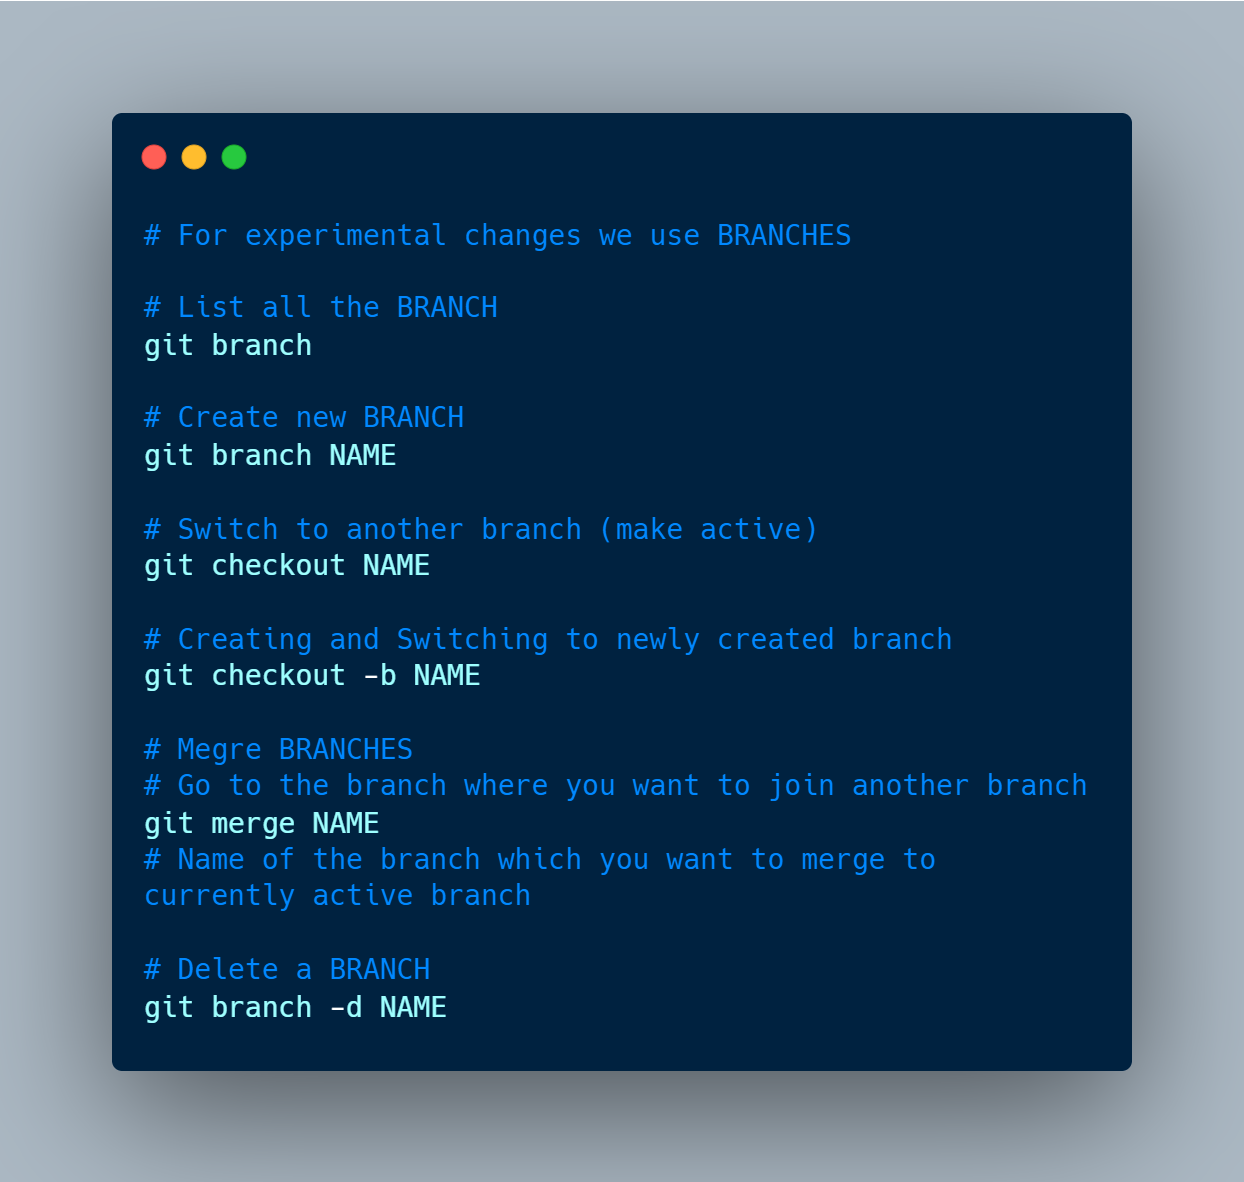 # For experimental changes we use BRANCHES
# List all the BRANCH
git branch
# Create new BRANCH
git branch NAME
# Switch to another branch (make active)
git checkout NAME
# Creating and Switching to newly created branch
git checkout -b NAME
# Megre BRANCHES
# Go to the branch where you want to join another branch
git merge NAME
# Name of the branch which you want to merge to
currently active branch
# Delete a BRANCH
git branch -d NAME